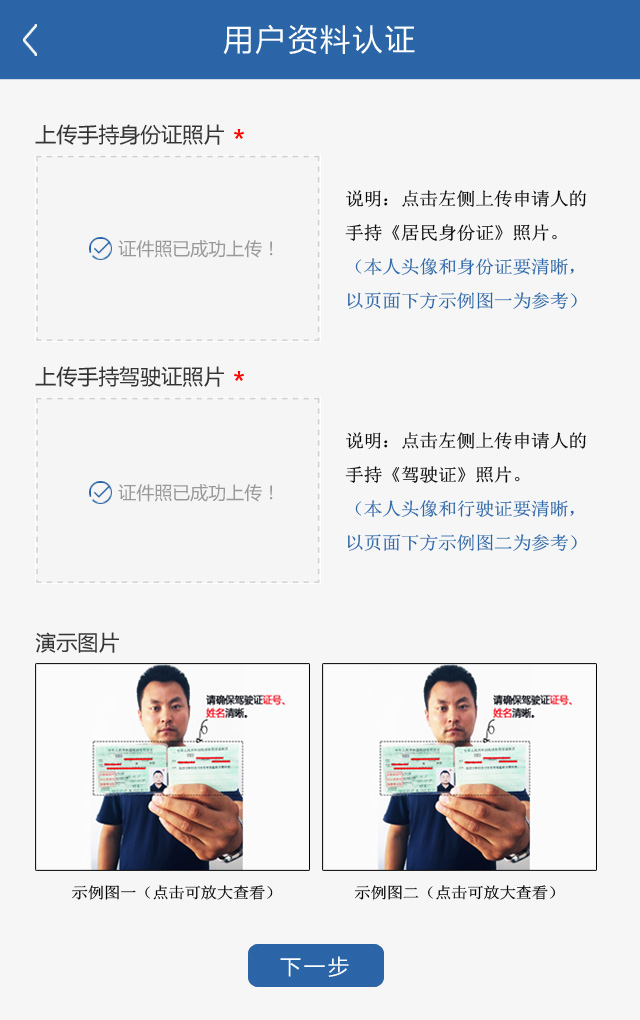 用户资料认证
上传手持身份证照片 *
证件照已成功上传！
说明：点击左侧上传申请人的
手持《居民身份证》照片。
（本人头像和身份证要清晰，
以页面下方示例图一为参考）
上传手持驾驶证照片 *
证件照已成功上传！
说明：点击左侧上传申请人的
手持《驾驶证》照片。
（本人头像和行驶证要清晰，
以页面下方示例图二为参考）
演示图片
请确保驾驶证证号、
姓名清晰。
请确保驾驶证证号、
姓名清晰。
示例图一（点击可放大查看）
示例图二（点击可放大查看）
下一步